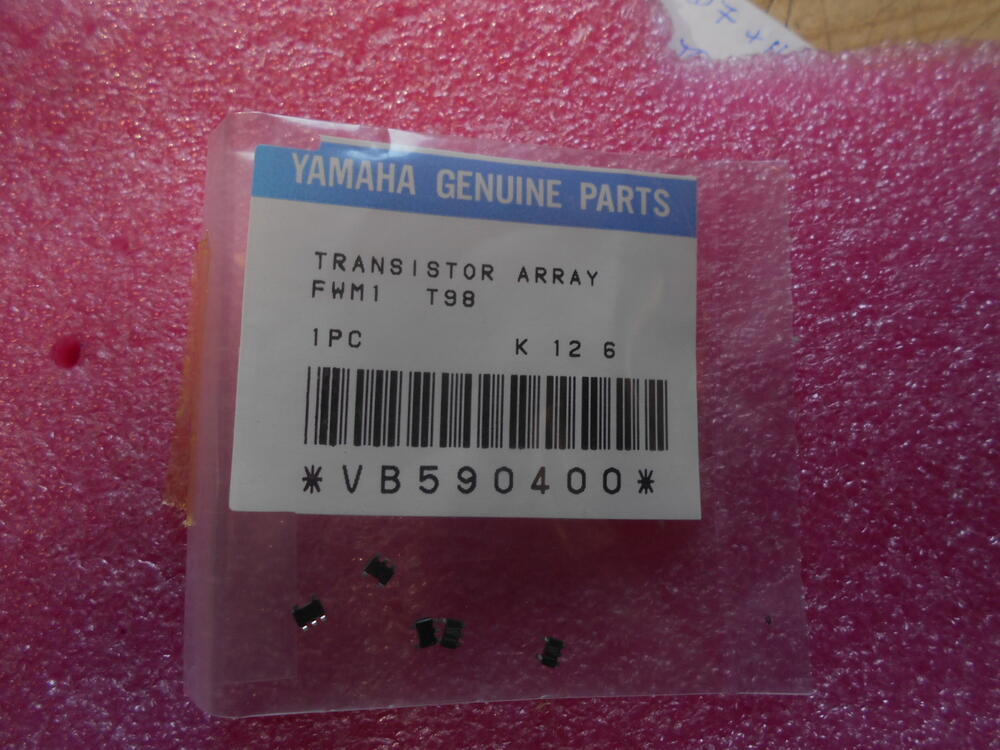 YAMAHA GENUINE PARTS
TRANSISTOR ARRAY
FWM1 T98
1PC K 12 6
*VB590400*